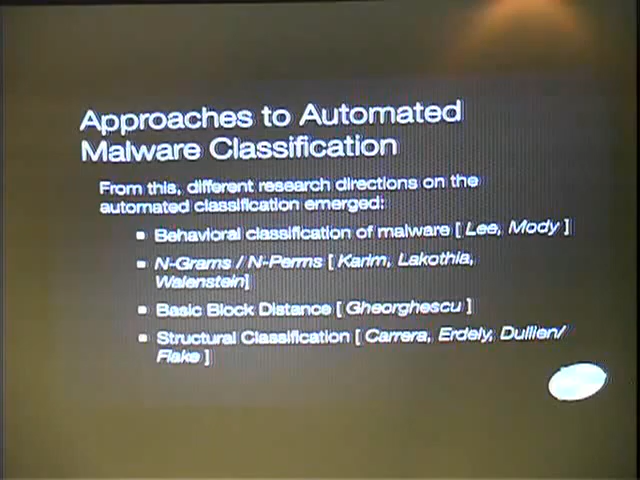 Approaches to Automated
Malware Classification
From this, different research directions on the
automated classification emerged:
▪ Behavioral classification of malware [ Lee, Mody ]
▪ N-Grams / N-Perms [ Karim, Lakothia,
Walenstein]
▪ Basic Block Distance [ Gheorghescu ]
▪ Structural Classification [ Carrera, Erdely, Dullien/
Flake ]